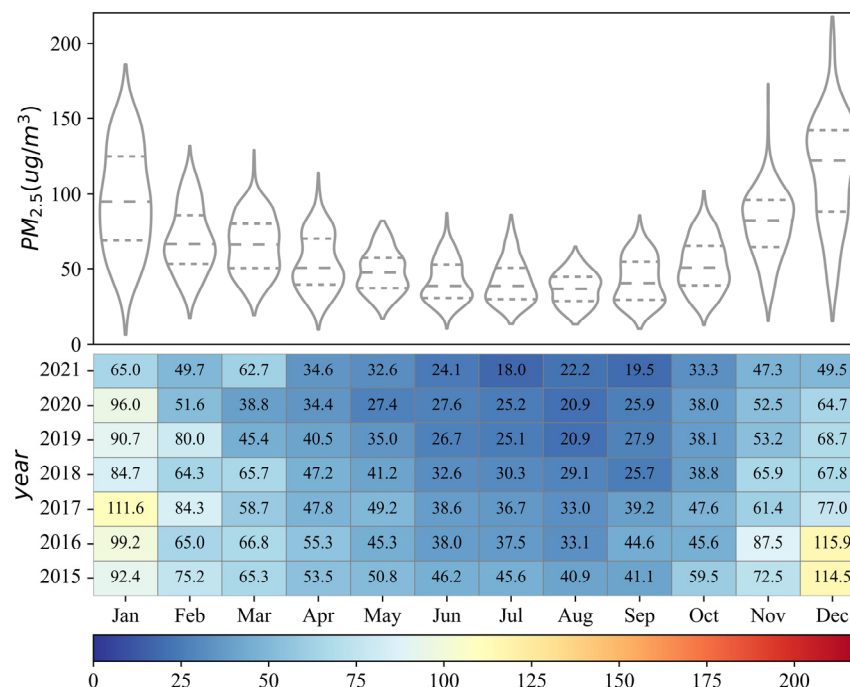 200
150
100
50
0
PM2.5(ug/m3)
2021 65.0 49.7 62.7 34.6 32.6 24.1 18.0 22.2 19.5 33.3 47.3 49.5
2020 96.0 51.6 38.8 34.4 27.4 27.6 25.2 20.9 25.9 38.0 52.5 64.7
2019 90.7 80.0 45.4 40.5 35.0 26.7 25.1 20.9 27.9 38.1 53.2 68.7
2018 84.7 64.3 65.7 47.2 41.2 32.6 30.3 29.1 25.7 38.8 65.9 67.8
2017 111.6 84.3 58.7 47.8 49.2 38.6 36.7 33.0 39.2 47.6 61.4 77.0
2016 99.2 65.0 66.8 55.3 45.3 38.0 37.5 33.1 44.6 45.6 87.5 115.9
2015 92.4 75.2 65.3 53.5 50.8 46.2 45.6 40.9 41.1 59.5 72.5 114.5
year
Jan Feb Mar Apr May Jun Jul Aug Sep Oct Nov Dec
0 25 50 75 100 125 150 175 200